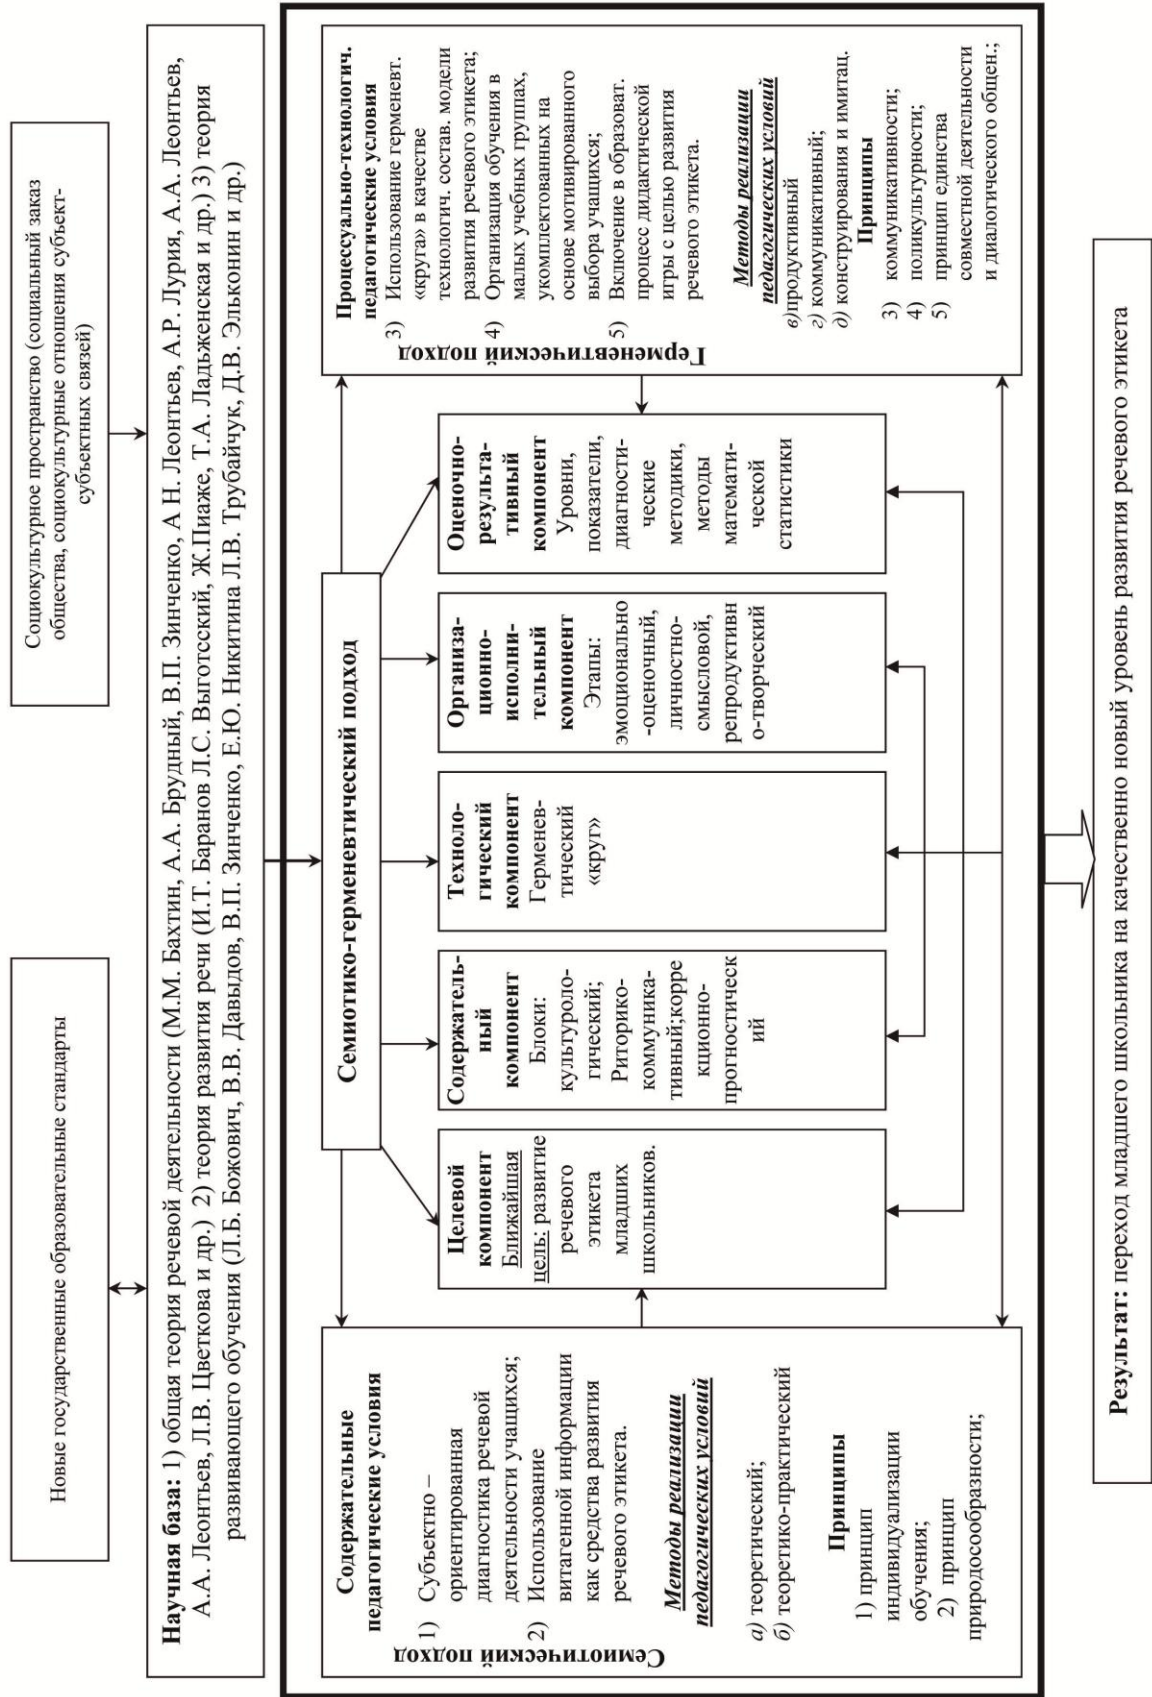 Новые государственные образовательные стандарты
Социокультурное пространство (социальный заказ
общества, социокультурные отношения субъект-
субъектных связей)
Научная база: 1) общая теория речевой деятельности (М.М. Бахтин, А.А. Брудный, В.П. Зинченко, А Н. Леонтьев, А.Р. Лурия, А.А. Леонтьев,
А.А. Леонтьев, Л.В. Цветкова и др.) 2) теория развития речи (И.Т. Баранов Л.С. Выготсский, Ж.Пиаже, Т.А. Ладьженская и др.) 3) теория
развивающего обучения (Л.Б. Божович, В.В. Давыдов, В.П. Зинченко, Е.Ю. Никитина Л.В. Трубайчук, Д.В. Эльконин и др.)
Семиотический подход
Содержательные
педагогические условия
1) Субъектно –
ориентированная
диагностика речевой
деятельности учащихся;
2) Использование
витагенной информации
как средства развития
речевого этикета.
Методы реализации
педагогических условий
а) теоретический;
б) теоретико-практический
Принципы
1) принцип
индивидуализации
обучения;
2) принцип
природосообразности;
Семиотико-герменевтический подход
Целевой
компонент
Ближайшая
цель: развитие
речевого
этикета
младших
школьников.
Содержатель-
ный
компонент
Блоки:
культуроло-
гический;
Риторико-
коммуника-
тивный;корре
кционно-
прогностическ
ий
Техноло-
гический
компонент
Герменев-
тический
«круг»
Организа-
ционно-
исполни-
тельный
компонент
Этапы:
эмоционально
-оценочный,
личностно-
смысловой,
репродуктивн
о-творческий
Оценочно-
результа-
тивный
компонент
Уровни,
показатели,
диагности-
ческие
методики,
методы
математи-
ческой
статистики
Герменевтический подход
Процессуально-технологич.
педагогические условия
3) Использование герменевт.
«круга» в качестве
технологич. состав. модели
развития речевого этикета;
4) Организация обучения в
малых учебных группах,
укомплектованных на
основе мотивированного
выбора учащихся;
5) Включение в образоват.
процесс дидактической
игры с целью развития
речевого этикета.
Методы реализации
педагогических условий
в)продуктивный
г) коммуникативный;
д) конструирования и имитац.
Принципы
3) коммуникативности;
4) поликультурности;
5) принцип единства
совместной деятельности
и диалогического общен.;
Результат: переход младшего школьника на качественно новый уровень развития речевого этикета